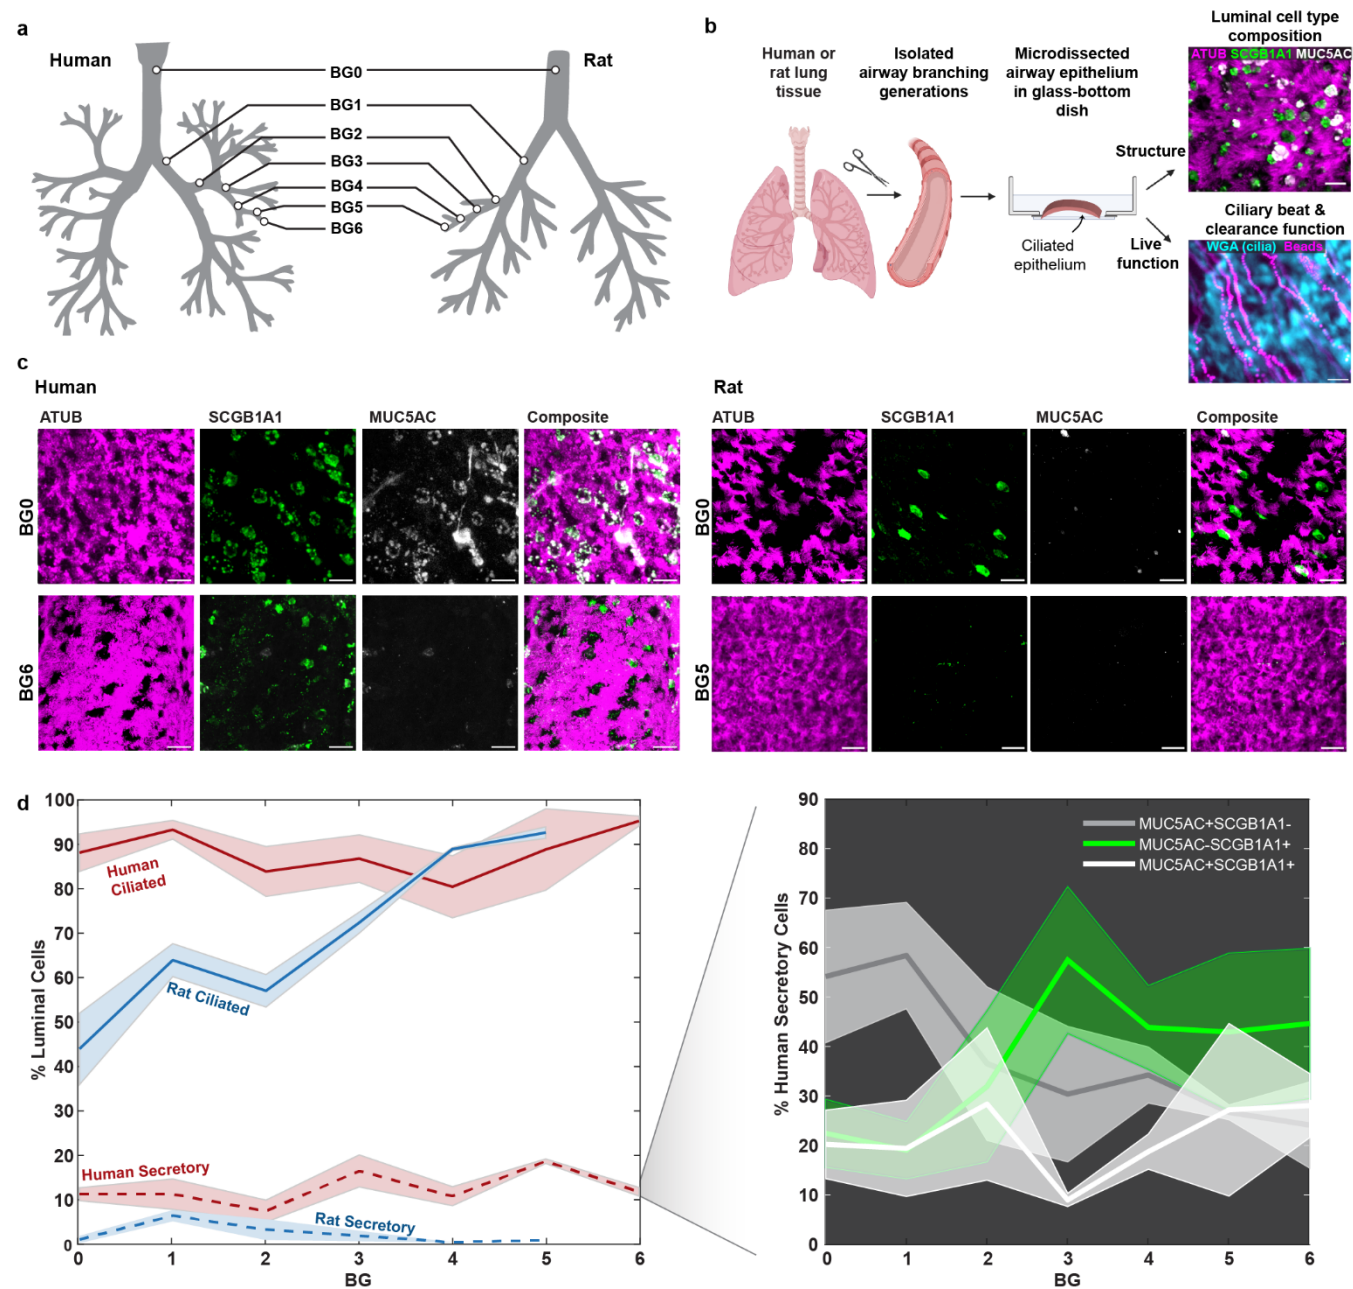 a
Human
Rat
BG0
BG1
BG2
BG3
BG4
BG5
BG6
b
Human or
rat lung
tissue
Isolated
airway branching
generations
Microdissected
airway epithelium
in glass-bottom
dish
Ciliated
epithelium
Structure
Live
function
Luminal cell type
composition
ATUB SCGB1A1 MUC5AC
Ciliary beat &
clearance function
WGA (cilia) Beads
c
Human
ATUB SCGB1A1 MUC5AC Composite
BG0
BG6
Rat
ATUB SCGB1A1 MUC5AC Composite
BG0
BG5
d
% Luminal Cells
100
90
80
70
60
50
40
30
20
10
0
Human
Ciliated
Rat Ciliated
Human Secretory
Rat Secretory
0 1 2 3 4 5 6
BG
% Human Secretory Cells
90
80
70
60
50
40
30
20
10
0
MUC5AC+SCGB1A1-
MUC5AC-SCGB1A1+
MUC5AC+SCGB1A1+
0 1 2 3 4 5 6
BG